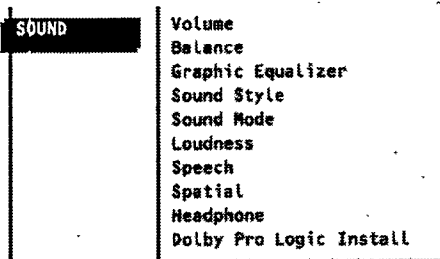 SOUND
Volume
Balance
Graphic Equalizer
Sound Style
Sound Mode
Loudness
Speech
Spatial
Headphone
Dolby Pro Logic Install